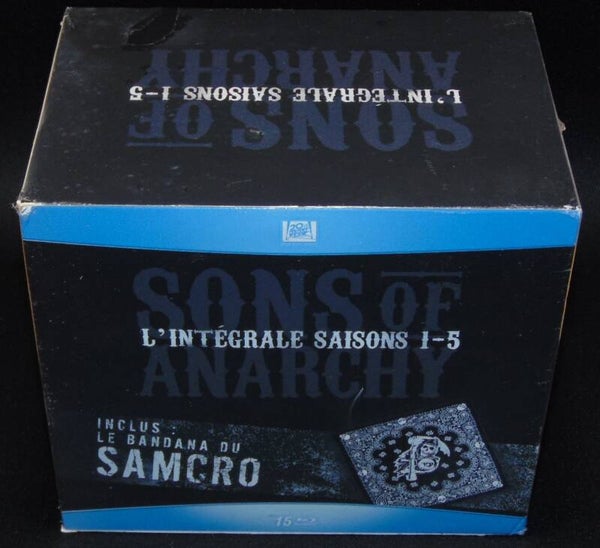 SONS OF
L'INTÉGRALE SAISONS 1-5
ANARCHY
SONS OF
L'INTÉGRALE SAISONS 1-5
ANARCHY
INCLUS
LE BANDANA DU
SAMCRO
15